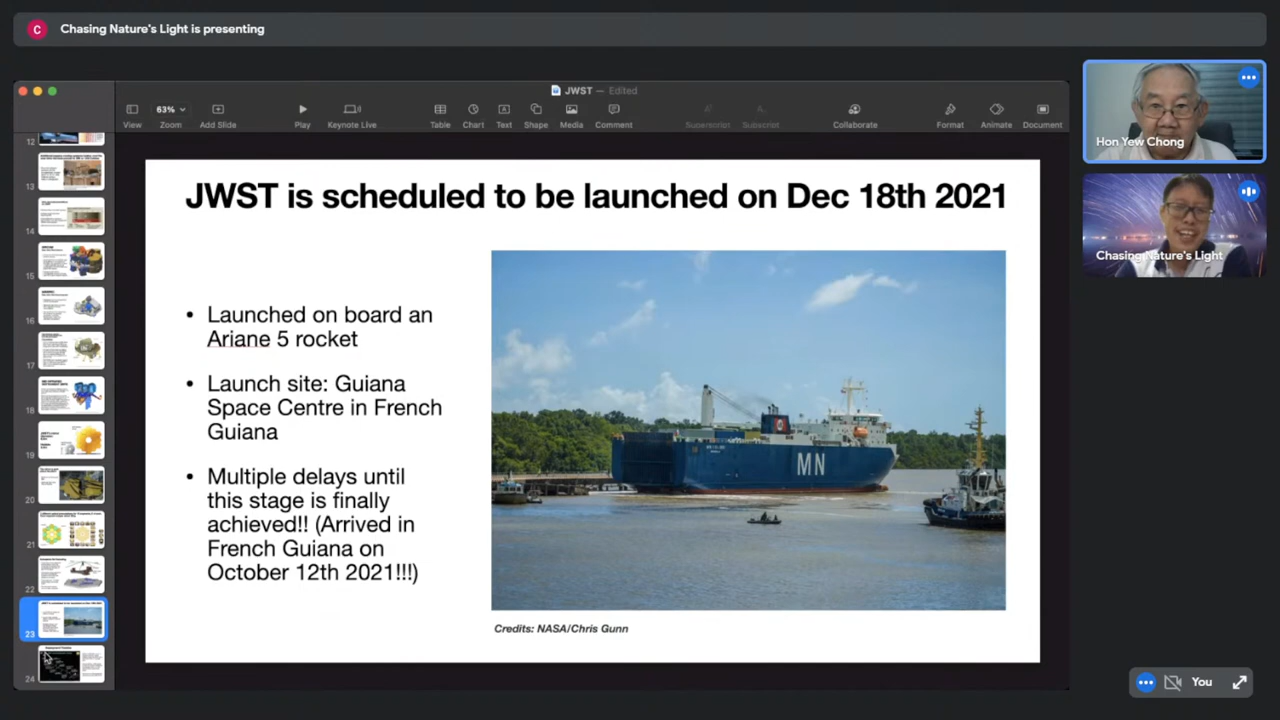 C
Chasing Nature's Light is presenting
JWST — Edited
63%
View
Zoom
Add Slide
Play
Keynote Live
Table
Chart
Text
Shape
Media
Comment
Superscript
Subscript
Collaborate
Format
Animate
Document
12
13
14
15
16
17
18
19
20
21
22
23
24
JWST is scheduled to be launched on Dec 18th 2021
• Launched on board an
Ariane 5 rocket
• Launch site: Guiana
Space Centre in French
Guiana
• Multiple delays until
this stage is finally
achieved!! (Arrived in
French Guiana on
October 12th 2021!!!)
MN
Credits: NASA/Chris Gunn
Hon Yew Chong
Chasing Nature's Light
You